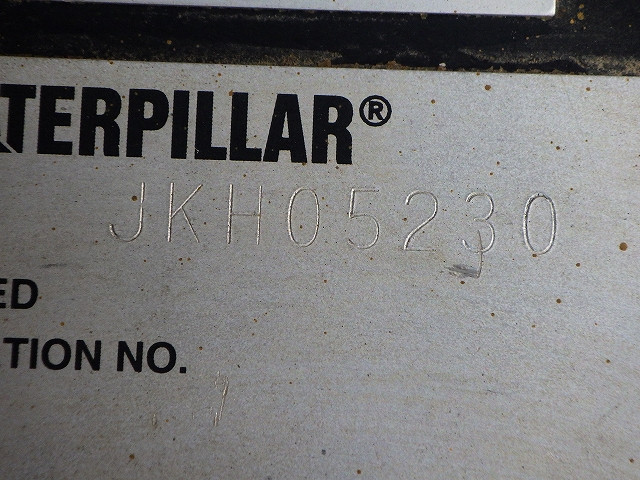 TERPILLAR®
JKH05230
ED
TION NO.